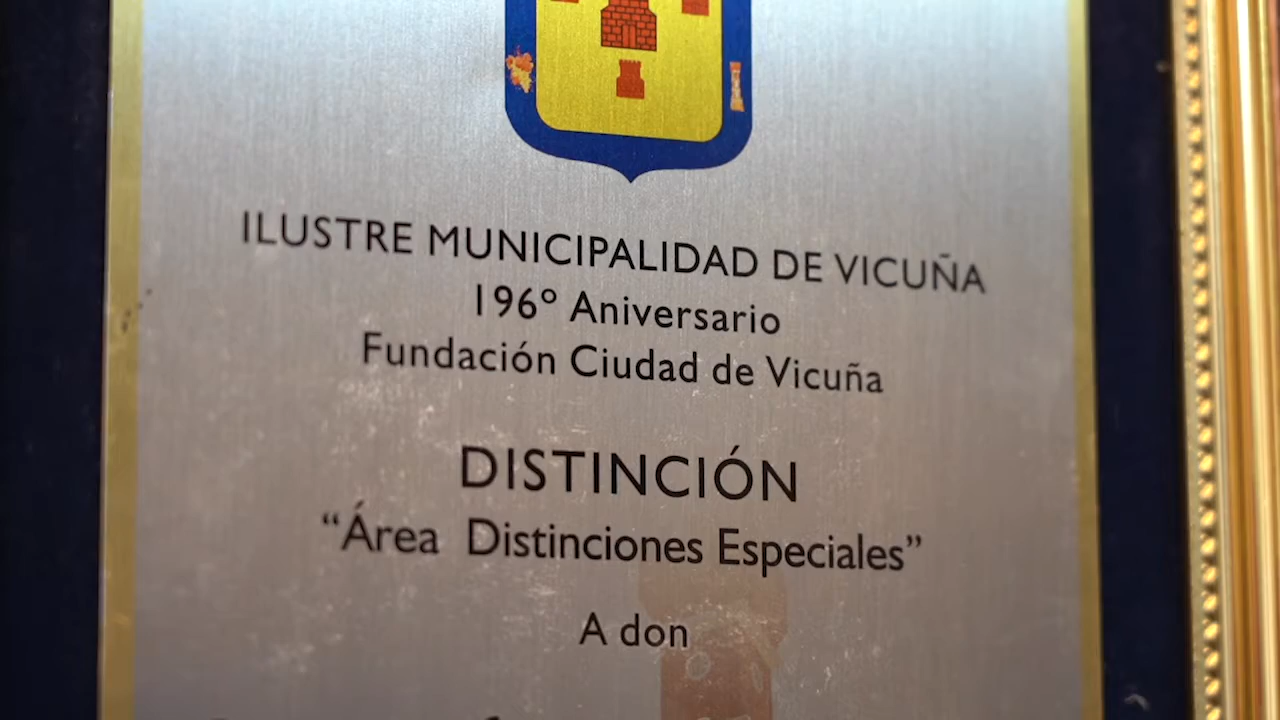 ILUSTRE MUNICIPALIDAD DE VICUÑA
196° Aniversario
Fundación Ciudad de Vicuña
DISTINCIÓN
“Área Distinciones Especiales”
A don